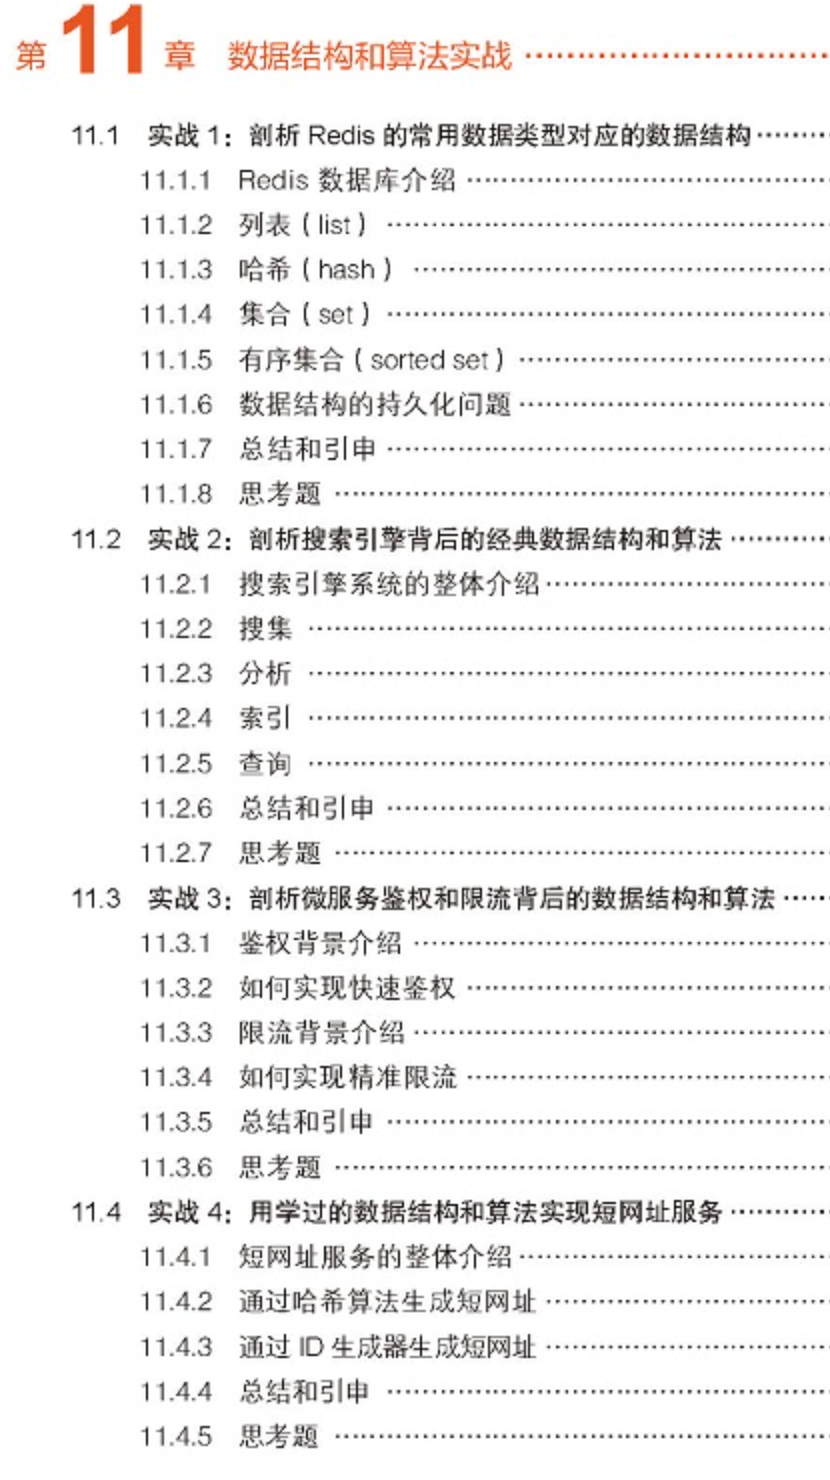 第11章 数据结构和算法实战
11.1 实战 1：剖析 Redis 的常用数据类型对应的数据结构
11.1.1 Redis 数据库介绍
11.1.2 列表（list）
11.1.3 哈希（hash）
11.1.4 集合（set）
11.1.5 有序集合（sorted set）
11.1.6 数据结构的持久化问题
11.1.7 总结和引申
11.1.8 思考题
11.2 实战 2：剖析搜索引擎背后的经典数据结构和算法
11.2.1 搜索引擎系统的整体介绍
11.2.2 搜集
11.2.3 分析
11.2.4 索引
11.2.5 查询
11.2.6 总结和引申
11.2.7 思考题
11.3 实战 3：剖析微服务鉴权和限流背后的数据结构和算法
11.3.1 鉴权背景介绍
11.3.2 如何实现快速鉴权
11.3.3 限流背景介绍
11.3.4 如何实现精准限流
11.3.5 总结和引申
11.3.6 思考题
11.4 实战 4：用学过的数据结构和算法实现短网址服务
11.4.1 短网址服务的整体介绍
11.4.2 通过哈希算法生成短网址
11.4.3 通过 ID 生成器生成短网址
11.4.4 总结和引申
11.4.5 思考题